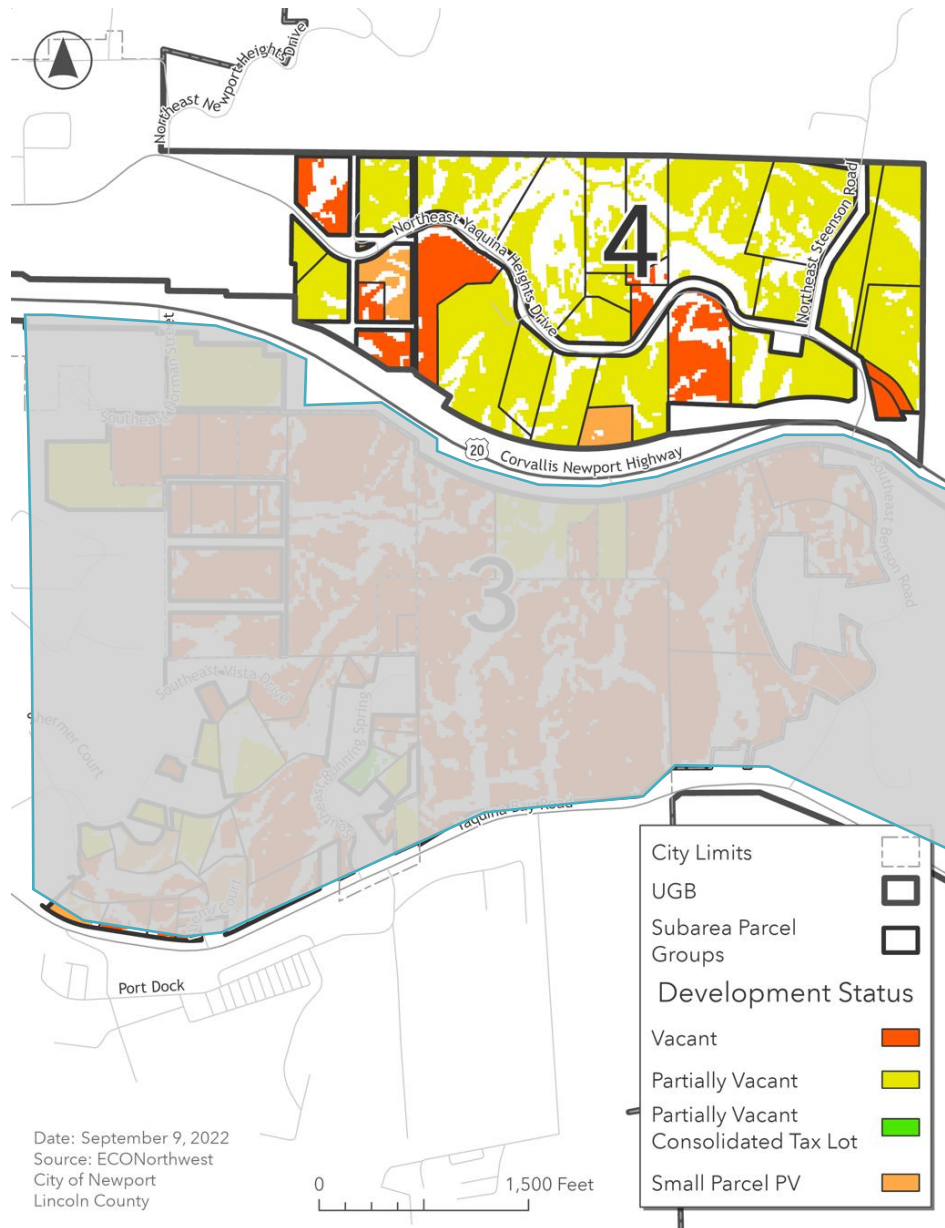 Northeast Newport Heights Drive
Northeast Steenson Road
Northeast Yaquina Heights Drive
4
20
Corvallis Newport Highway
Southeast Benson Road
3
Southeast Vista Drive
Southeast Running Spring
Court
Yaquina Bay Road
Port Dock
City Limits
UGB
Subarea Parcel
Groups
Development Status
Vacant
Partially Vacant
Partially Vacant
Consolidated Tax Lot
Small Parcel PV
Date: September 9, 2022
Source: ECONorthwest
City of Newport
Lincoln County
0
1,500 Feet